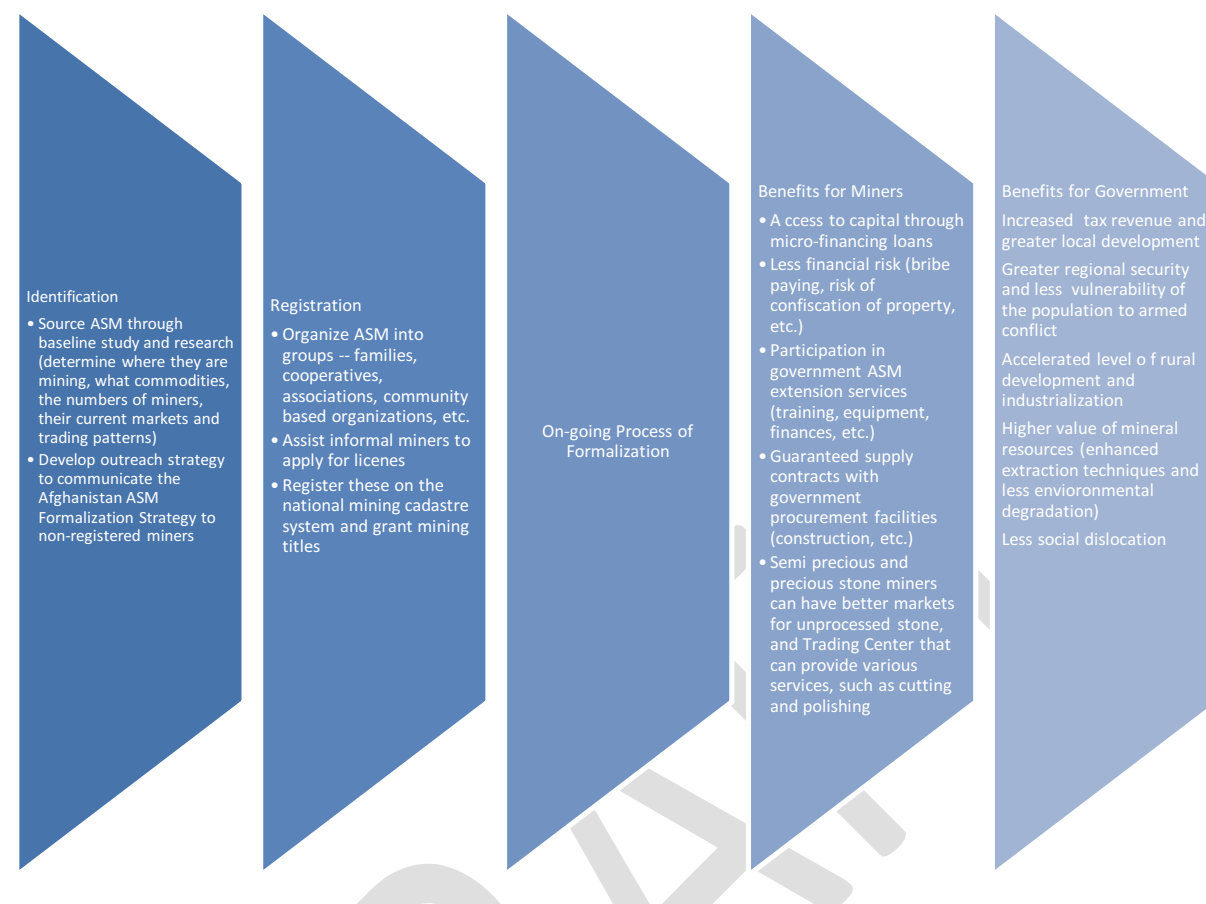 Identification
• Source ASM through
baseline study and research
(determine where they are
mining, what commodities,
the numbers of miners,
their current markets and
trading patterns)
• Develop outreach strategy
to communicate the
Afghanistan ASM
Formalization Strategy to
non-registered miners
Registration
• Organize ASM into
groups -- families,
cooperatives,
associations, community
based organizations, etc.
• Assist informal miners to
apply for licenes
• Register these on the
national mining cadastre
system and grant mining
titles
On-going Process of
Formalization
Benefits for Miners
• A ccess to capital through
micro-financing loans
• Less financial risk (bribe
paying, risk of
confiscation of property,
etc.)
• Participation in
government ASM
extension services
(training, equipment,
finances, etc.)
• Guaranteed supply
contracts with
government
procurement facilities
(construction, etc.)
• Semi precious and
precious stone miners
can have better markets
for unprocessed stone,
and Trading Center that
can provide various
services, such as cutting
and polishing
Benefits for Government
Increased tax revenue and
greater local development
Greater regional security
and less vulnerability of
the population to armed
conflict
Accelerated level o f rural
development and
industrialization
Higher value of mineral
resources (enhanced
extraction techniques and
less envioronmental
degradation)
Less social dislocation